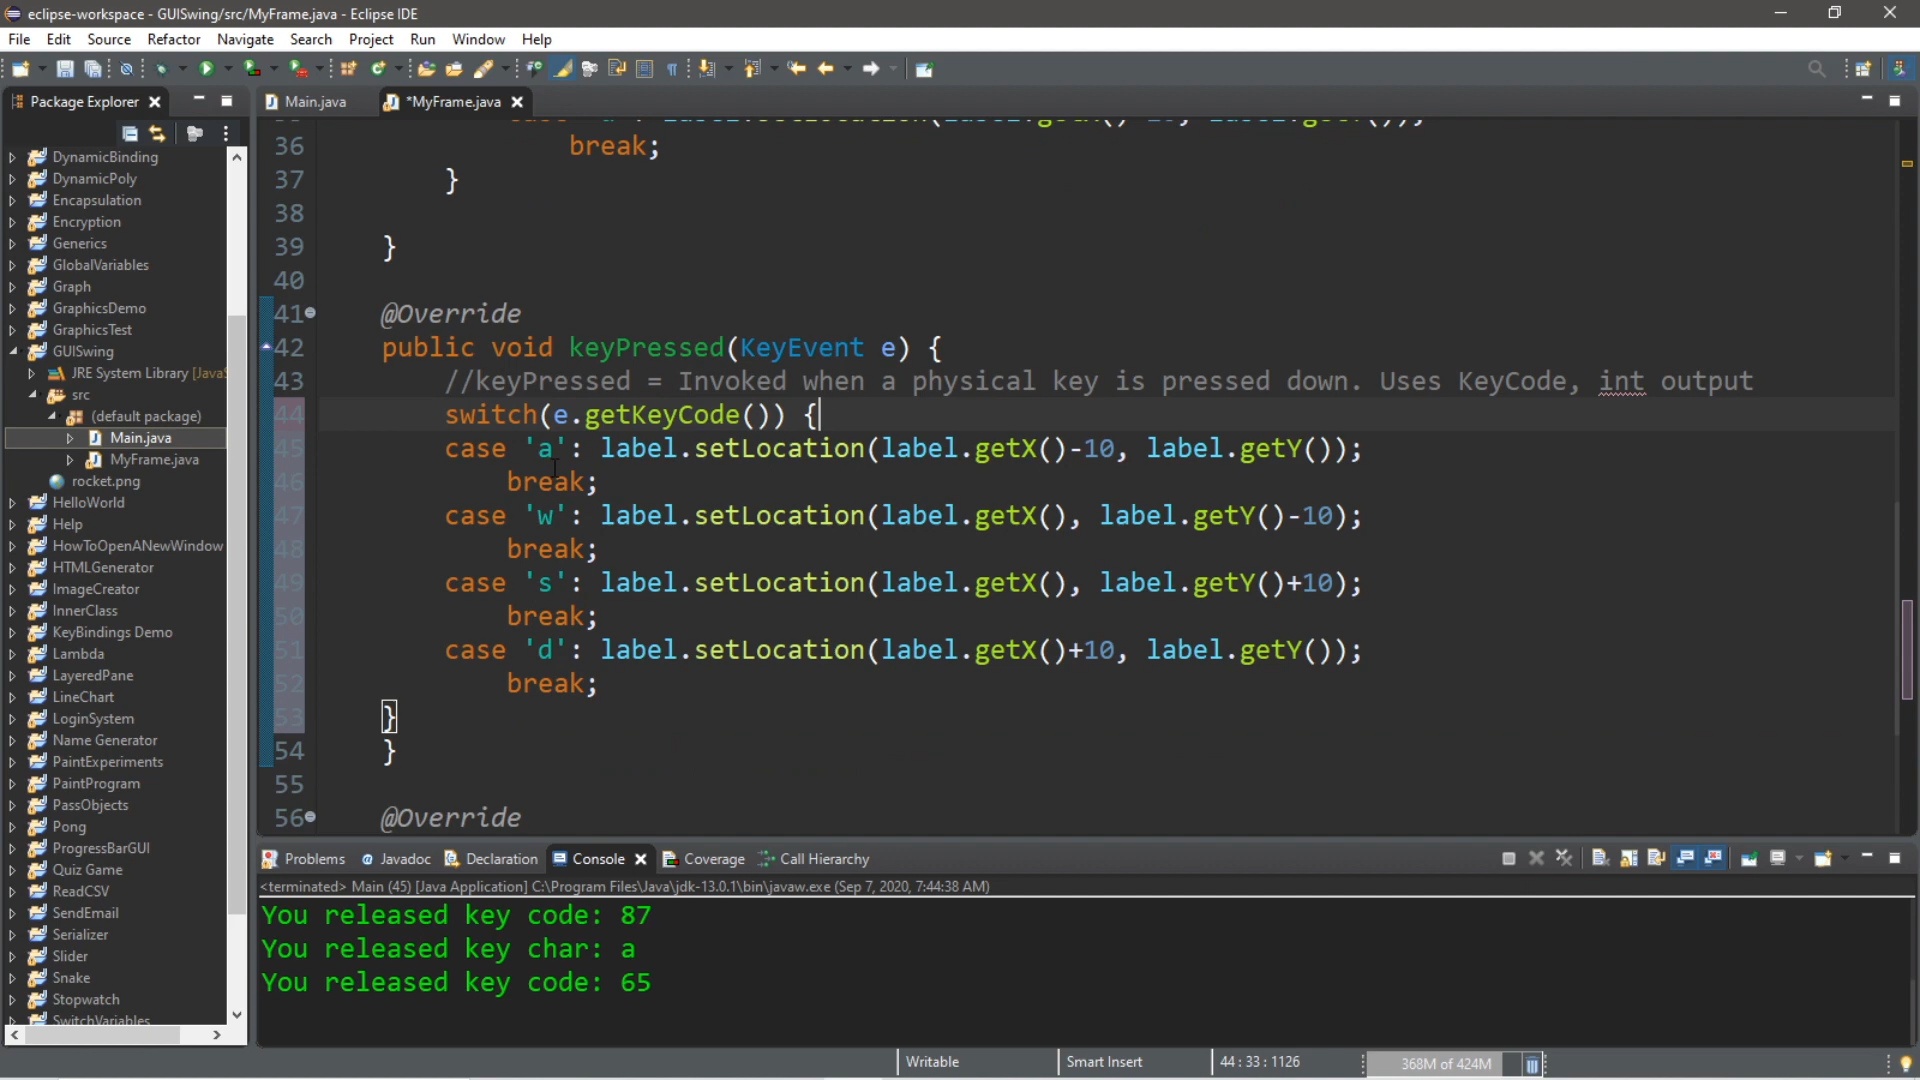 eclipse-workspace - GUISwing/src/MyFrame.java - Eclipse IDE
File Edit Source Refactor Navigate Search Project Run Window Help
Package Explorer
Main.java
*MyFrame.java
DynamicBinding
DynamicPoly
Encapsulation
Encryption
Generics
GlobalVariables
Graph
GraphicsDemo
GraphicsTest
GUISwing
JRE System Library [Java
src
(default package)
Main.java
MyFrame.java
rocket.png
HelloWorld
Help
HowToOpenANewWindow
HTMLGenerator
ImageCreator
InnerClass
KeyBindings Demo
Lambda
LayeredPane
LineChart
LoginSystem
Name Generator
PaintExperiments
PaintProgram
PassObjects
Pong
ProgressBarGUI
Quiz Game
ReadCSV
SendEmail
Serializer
Slider
Snake
Stopwatch
SwitchVariables
36 break;
37 }
38
39 }
40
41 @Override
42 public void keyPressed(KeyEvent e) {
43 //keyPressed = Invoked when a physical key is pressed down. Uses KeyCode, int output
44 switch(e.getKeyCode()) {
45 case 'a': label.setLocation(label.getX()-10, label.getY());
46 break;
47 case 'w': label.setLocation(label.getX(), label.getY()-10);
48 break;
49 case 's': label.setLocation(label.getX(), label.getY()+10);
50 break;
51 case 'd': label.setLocation(label.getX()+10, label.getY());
52 break;
53 }
54 }
55
56 @Override
Problems Javadoc Declaration Console Coverage Call Hierarchy
<terminated> Main (45) [Java Application] C:\Program Files\Java\jdk-13.0.1\bin\javaw.exe (Sep 7, 2020, 7:44:38 AM)
You released key code: 87
You released key char: a
You released key code: 65
Writable Smart Insert 44 : 33 : 1126 368M of 424M